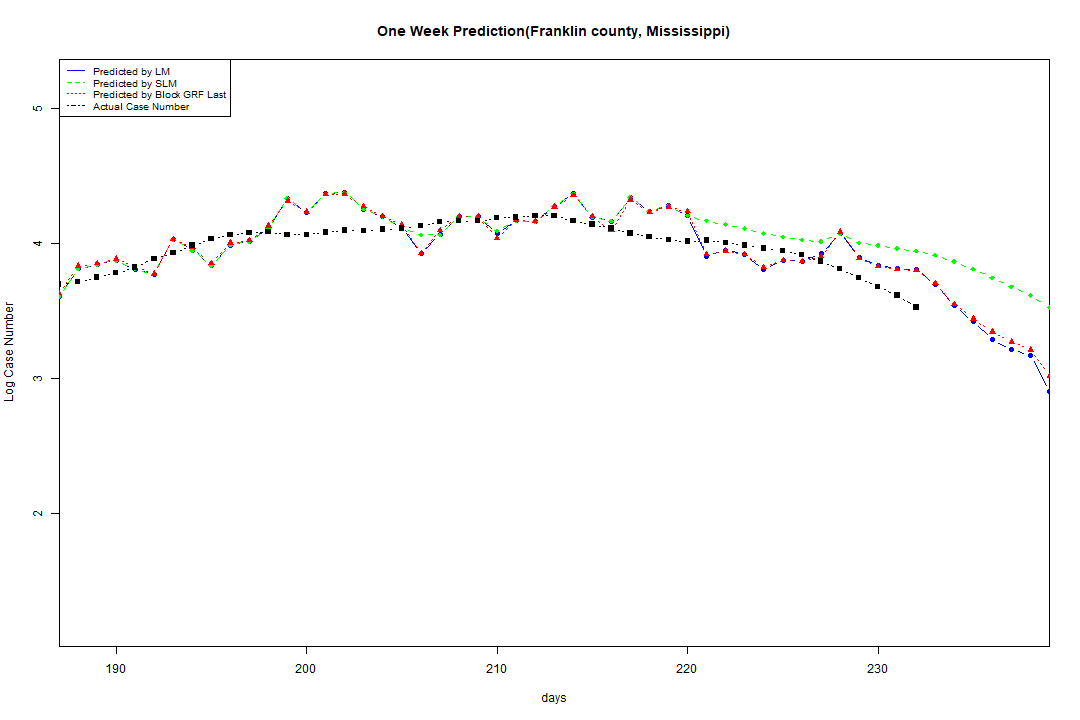 One Week Prediction(Franklin county, Mississippi)
Predicted by LM
Predicted by SLM
Predicted by Block GRF Last
Actual Case Number
5
4
3
2
Log Case Number
190 200 210 220 230
days